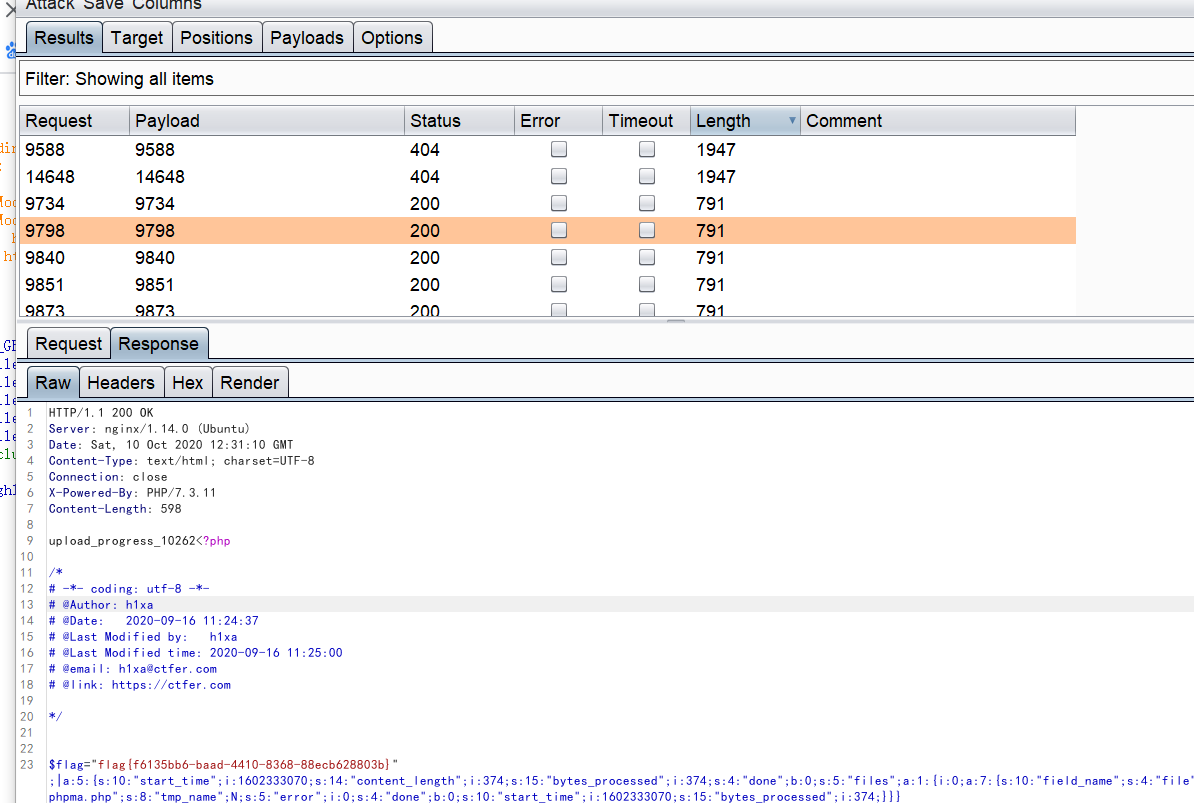 Attack Save Columns
Results Target Positions Payloads Options
Filter: Showing all items
Request Payload Status Error Timeout Length Comment
9588 9588 404 1947
14648 14648 404 1947
9734 9734 200 791
9798 9798 200 791
9840 9840 200 791
9851 9851 200 791
9873 9873 200 791
Request Response
Raw Headers Hex Render
1 HTTP/1.1 200 OK
2 Server: nginx/1.14.0 (Ubuntu)
3 Date: Sat, 10 Oct 2020 12:31:10 GMT
4 Content-Type: text/html; charset=UTF-8
5 Connection: close
6 X-Powered-By: PHP/7.3.11
7 Content-Length: 598
8
9 upload_progress_10262<?php
10
11 /*
12 # -*- coding: utf-8 -*-
13 # @Author: h1xa
14 # @Date:   2020-09-16 11:24:37
15 # @Last Modified by:   h1xa
16 # @Last Modified time: 2020-09-16 11:25:00
17 # @email: h1xa@ctfer.com
18 # @link: https://ctfer.com
19
20 */
21
22
23 $flag="flag{f6135bb6-baad-4410-8368-88ecb628803b}"
;|a:5:{s:10:"start_time";i:1602333070;s:14:"content_length";i:374;s:15:"bytes_processed";i:374;s:4:"done";b:0;s:5:"files";a:1:{i:0;a:7:{s:10:"field_name";s:4:"file"
phpma.php";s:8:"tmp_name";N;s:5:"error";i:0;s:4:"done";b:0;s:10:"start_time";i:1602333070;s:15:"bytes_processed";i:374;}}}